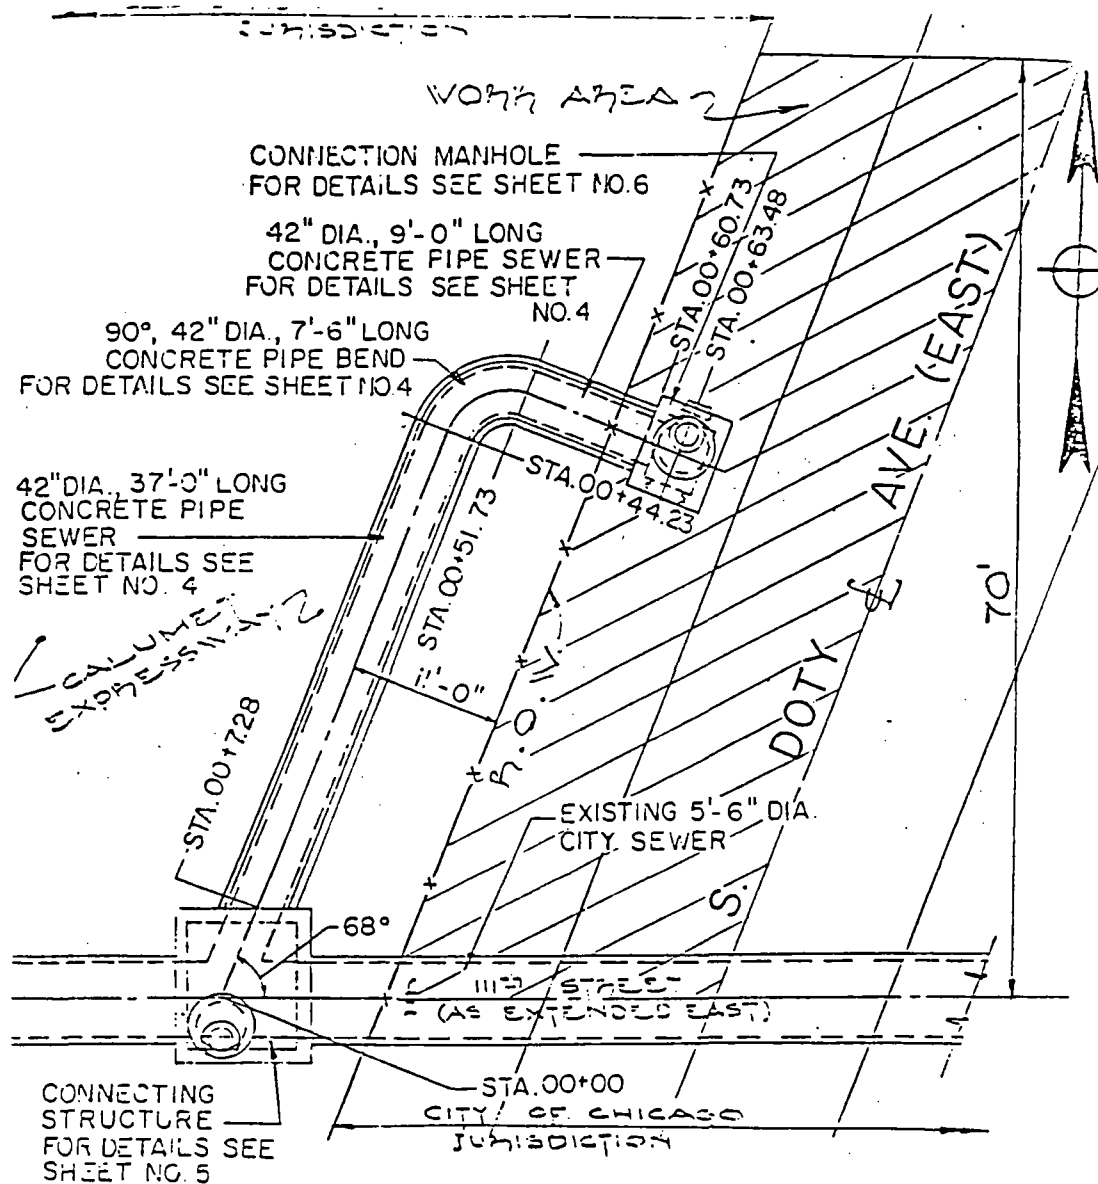 JURISDICTION
WORK AREA
CONNECTION MANHOLE
FOR DETAILS SEE SHEET NO.6
42" DIA., 9'-0" LONG
CONCRETE PIPE SEWER
FOR DETAILS SEE SHEET
NO.4
90°, 42" DIA., 7'-6" LONG
CONCRETE PIPE BEND
FOR DETAILS SEE SHEET NO.4
STA.00+60.73
STA.00+63.48
STA.00+44.23
STA.00+51.73
42" DIA., 37'-0" LONG
CONCRETE PIPE
SEWER
FOR DETAILS SEE
SHEET NO. 4
CALUMET
EXPRESSWAY
STA.00+7.28
R.O.W.
S. DOTY AVE. (EAST)
70'
EXISTING 5'-6" DIA.
CITY SEWER
68°
111TH STREET
(AS EXTENDED EAST)
CONNECTING
STRUCTURE
FOR DETAILS SEE
SHEET NO. 5
STA.00+00
CITY OF CHICAGO
JURISDICTION